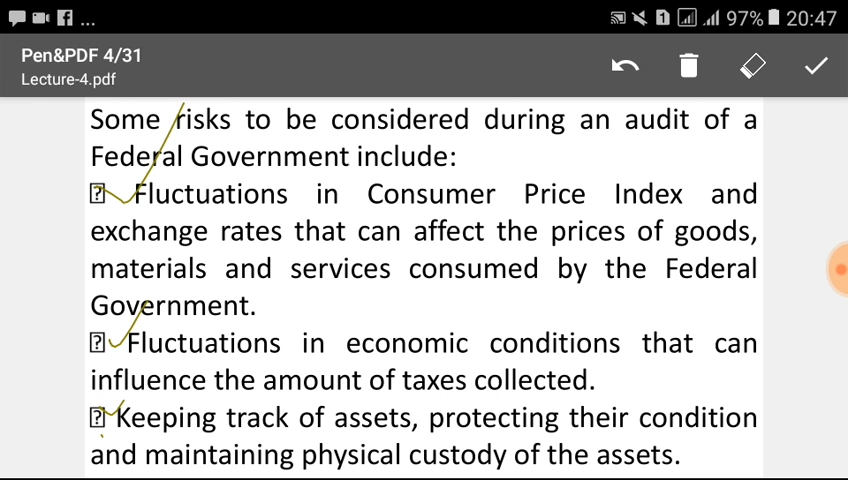 ... 97% 20:47
Pen&PDF 4/31
Lecture-4.pdf
Some risks to be considered during an audit of a
Federal Government include:
Fluctuations in Consumer Price Index and
exchange rates that can affect the prices of goods,
materials and services consumed by the Federal
Government.
Fluctuations in economic conditions that can
influence the amount of taxes collected.
Keeping track of assets, protecting their condition
and maintaining physical custody of the assets.